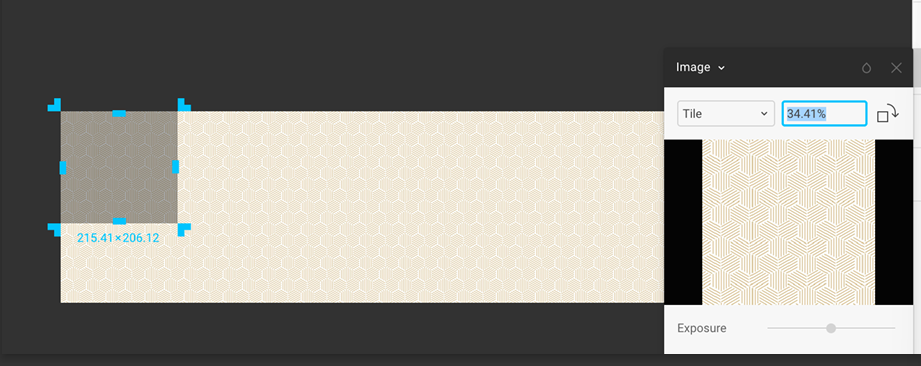 Image
Tile
34.41%
215.41×206.12
Exposure